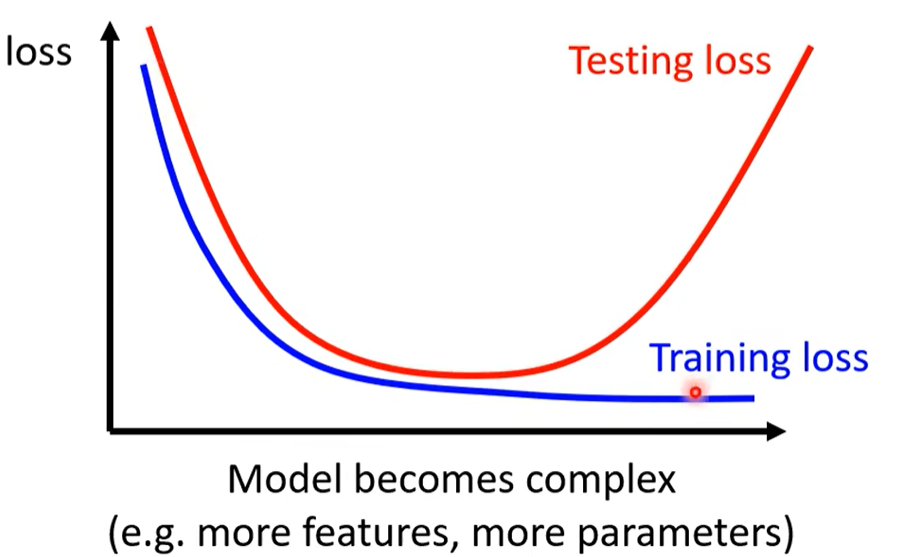 loss
Testing loss
Training loss
Model becomes complex
(e.g. more features, more parameters)